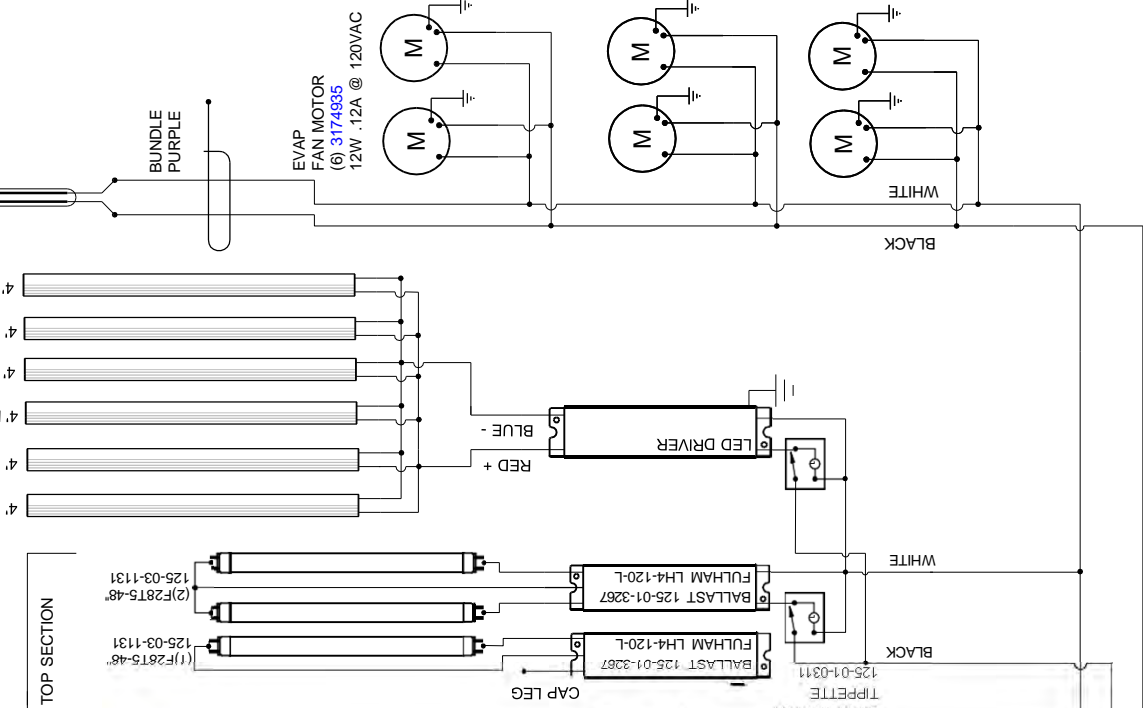 M
M
M
M
M
M
EVAP
FAN MOTOR
(6) 3174935
12W .12A @ 120VAC
BUNDLE
PURPLE
WHITE
BLACK
4'
4'
4'
4'
4'
4'
BLUE -
LED DRIVER
RED +
WHITE
125-03-1131
(2)F28T5-48"
FULHAM LH4-120-L
BALLAST 125-01-3267
125-03-1131
(1)F28T5-48"
FULHAM LH4-120-L
BALLAST 125-01-3267
BLACK
125-01-0311
TIPPETTE
CAP LEG
TOP SECTION